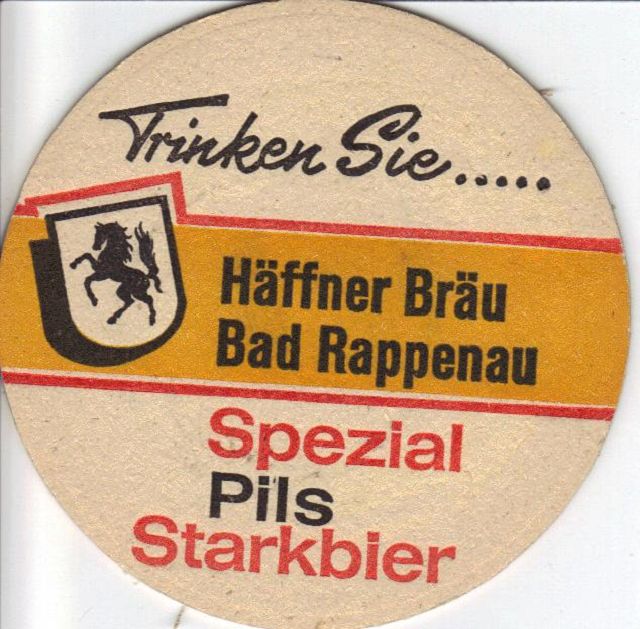 Trinken Sie.....
Häffner Bräu
Bad Rappenau
Spezial
Pils
Starkbier